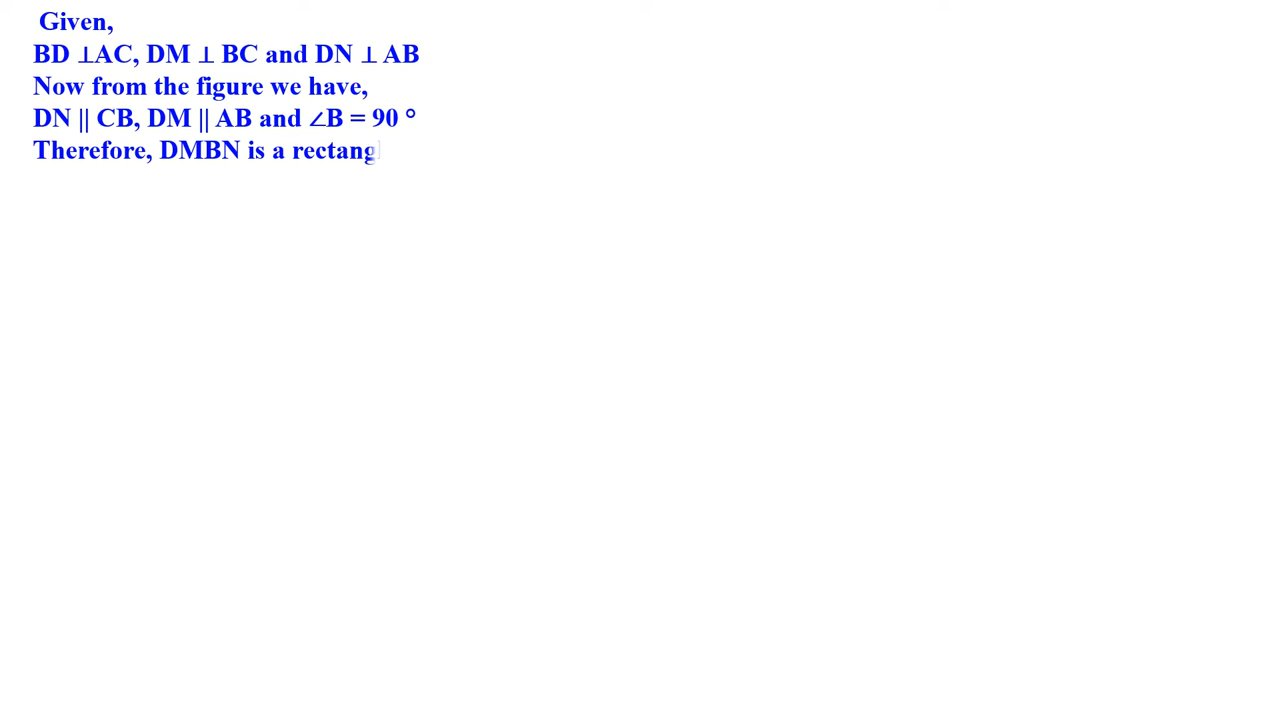 Given,
BD ⊥AC, DM ⊥ BC and DN ⊥ AB
Now from the figure we have,
DN || CB, DM || AB and ∠B = 90 °
Therefore, DMBN is a rectang